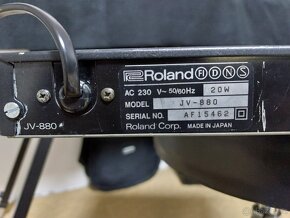 Roland RDNS
AC 230 V~50/60Hz 20W
MODEL JV-880
SERIAL NO. AF15462
Roland Corp. MADE IN JAPAN
JV-880